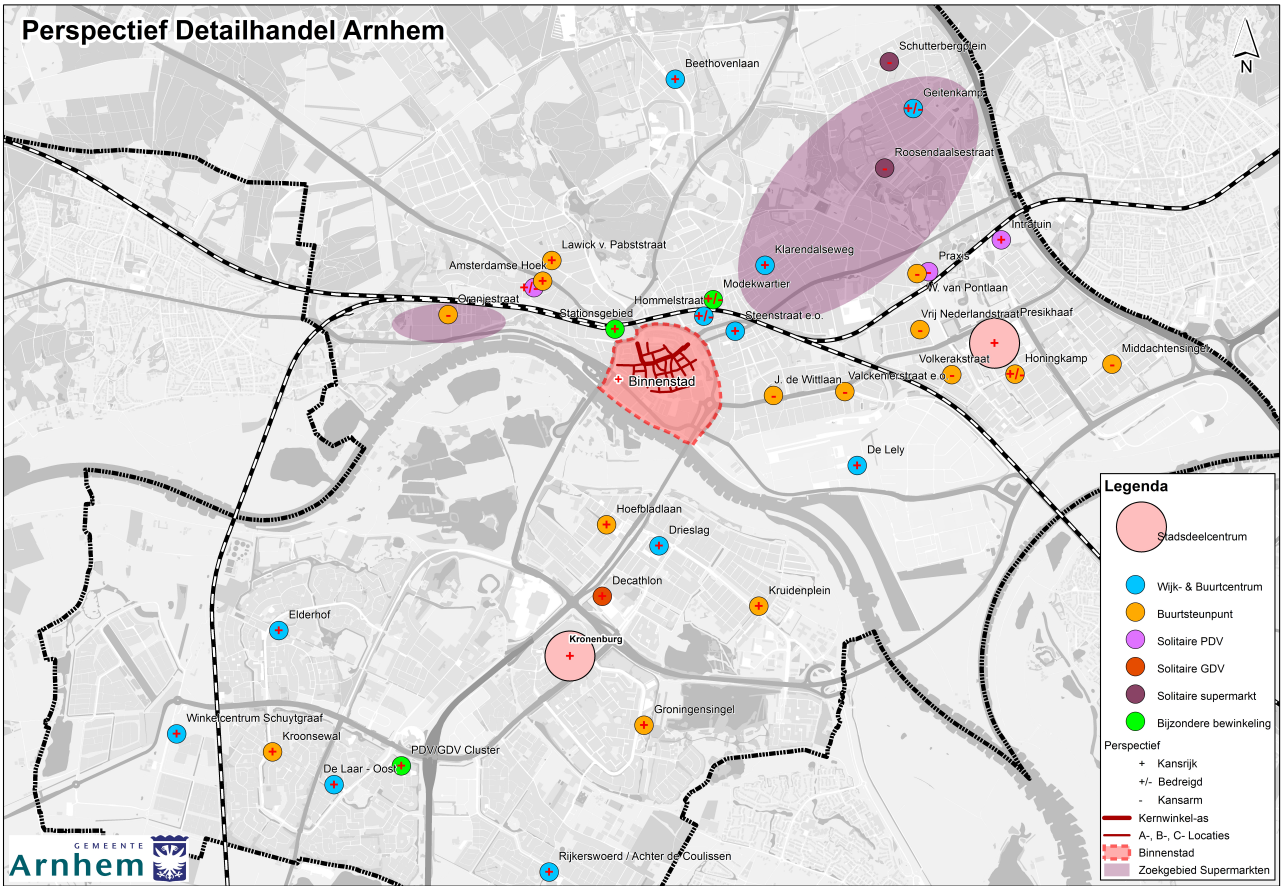 Perspectief Detailhandel Arnhem
N
Schutterbergplein
Beethovenlaan
Geitenkamp
+
-
+/-
Roosendaalsestraat
-
Intratuin
+
Lawick v. Pabststraat
+
Klarendalseweg
+
Amsterdamse Hoek
+
+/-
Praxis
-
-
W. van Pontlaan
Modekwartier
+/-
Oranjestraat
-
Hommelstraat
+/-
Stationsgebied
+
Steenstraat e.o.
+
Vrij Nederlandstraat
-
Presikhaaf
+
Middachtensingel
-
Volkerakstraat
-
Honingkamp
+/-
Binnenstad
+
J. de Wittlaan
-
Valckenierstraat e.o.
-
De Lely
+
Hoefbladlaan
+
Drieslag
+
Decathlon
+
Kruidenplein
+
Elderhof
+
Kronenburg
+
Winkelcentrum Schuytgraaf
+
Groningensingel
+
Kroonsewal
+
PDV/GDV Cluster
+
De Laar - Oost
+
Rijkerswoerd / Achter de Coulissen
+
GEMEENTE
Arnhem
Legenda
Stadsdeelcentrum
Wijk- & Buurtcentrum
Buurtsteunpunt
Solitaire PDV
Solitaire GDV
Solitaire supermarkt
Bijzondere bewinkeling
Perspectief
+ Kansrijk
+/- Bedreigd
- Kansarm
Kernwinkel-as
A-, B-, C- Locaties
Binnenstad
Zoekgebied Supermarkten